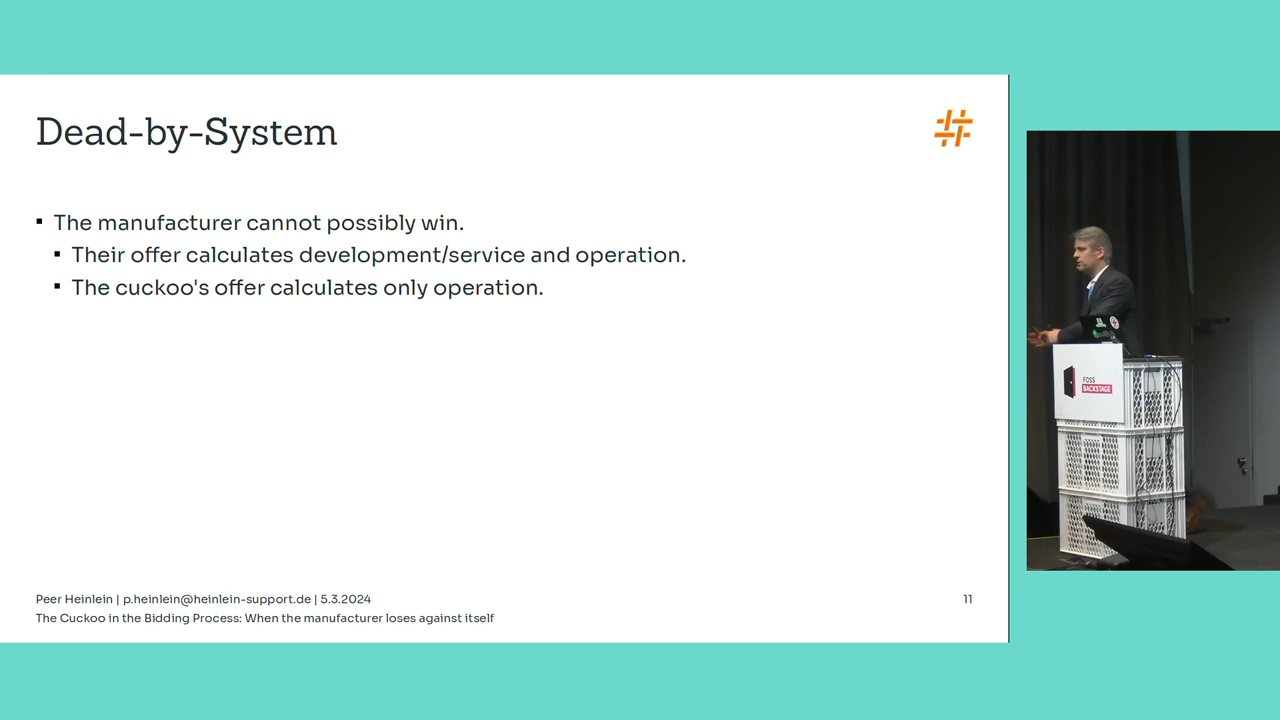 Dead-by-System
▪ The manufacturer cannot possibly win.
▪ Their offer calculates development/service and operation.
▪ The cuckoo's offer calculates only operation.
Peer Heinlein | p.heinlein@heinlein-support.de | 5.3.2024
11
The Cuckoo in the Bidding Process: When the manufacturer loses against itself
FOSS
BACKSTAGE